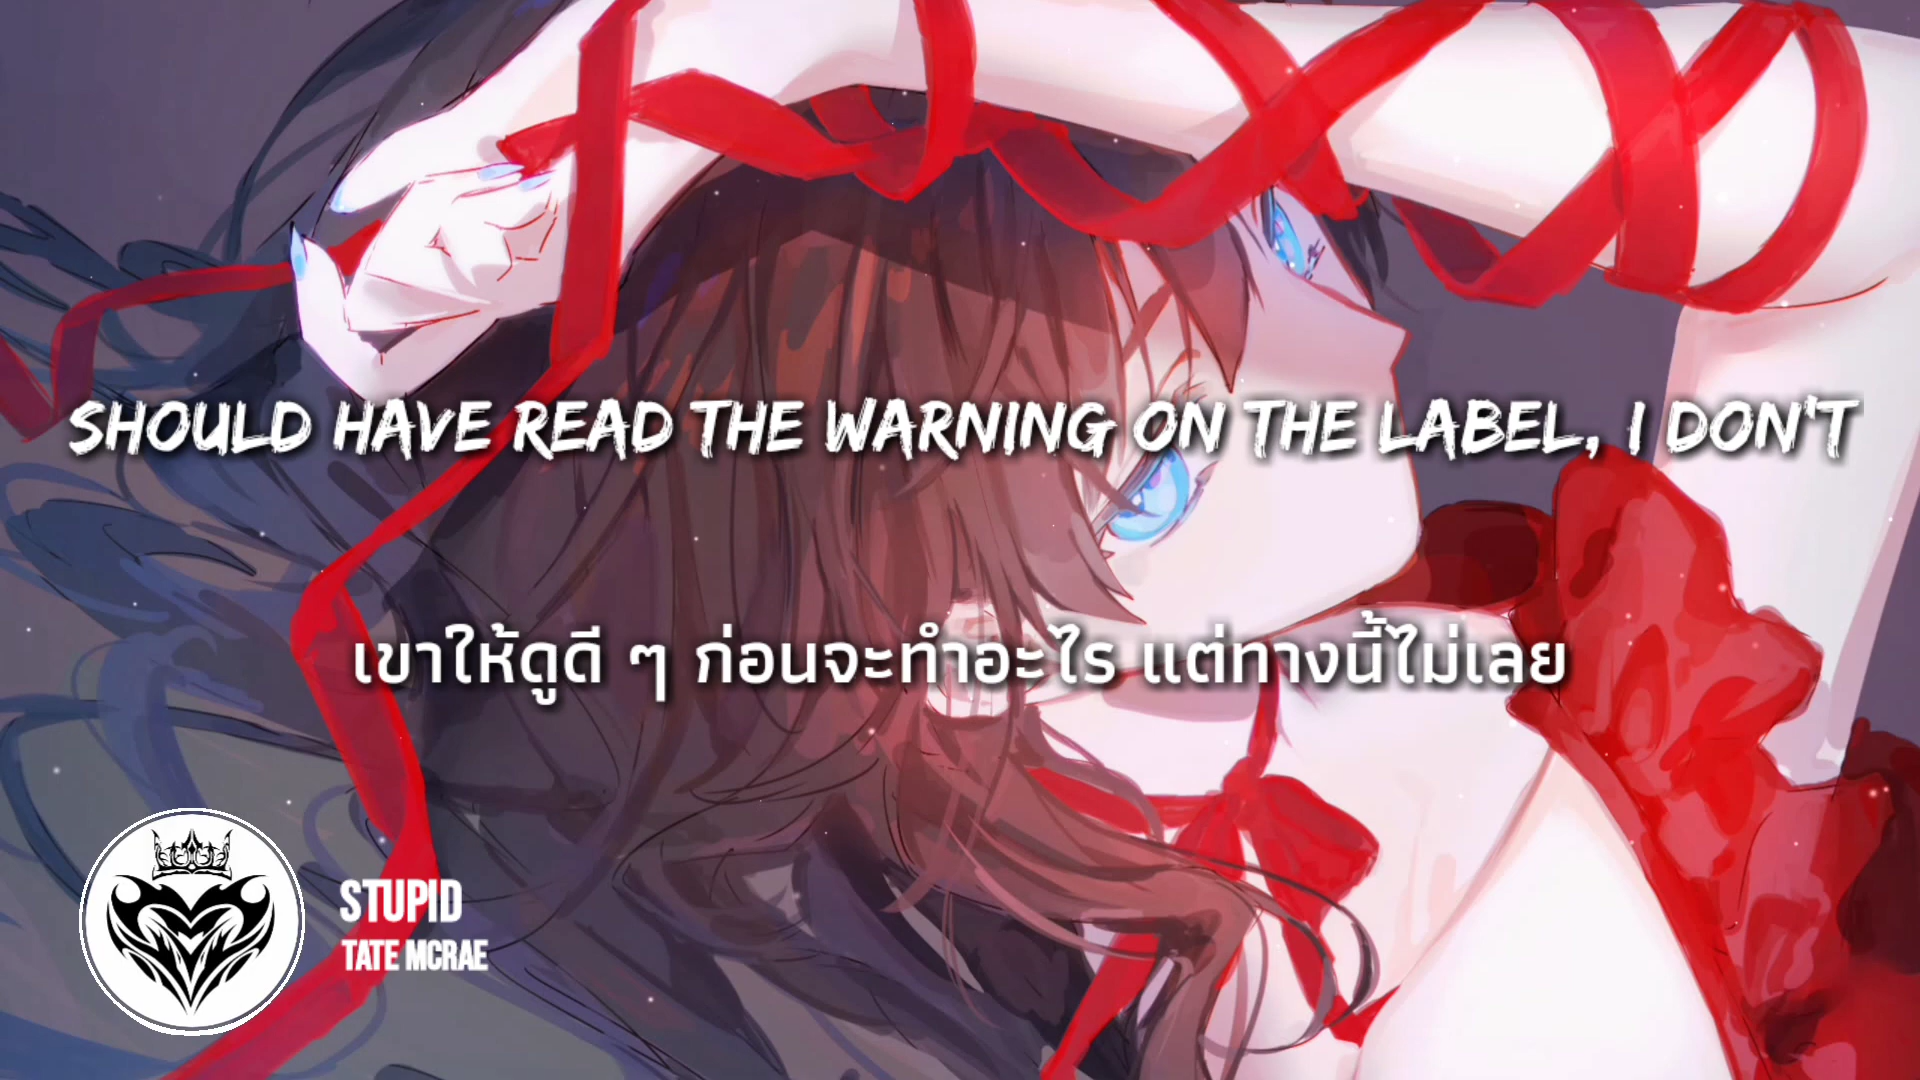 SHOULD HAVE READ THE WARNING ON THE LABEL, I DON'T
เขาให้ดูดี ๆ ก่อนจะทำอะไร แต่ทางนี้ไม่เลย
STUPID
TATE MCRAE